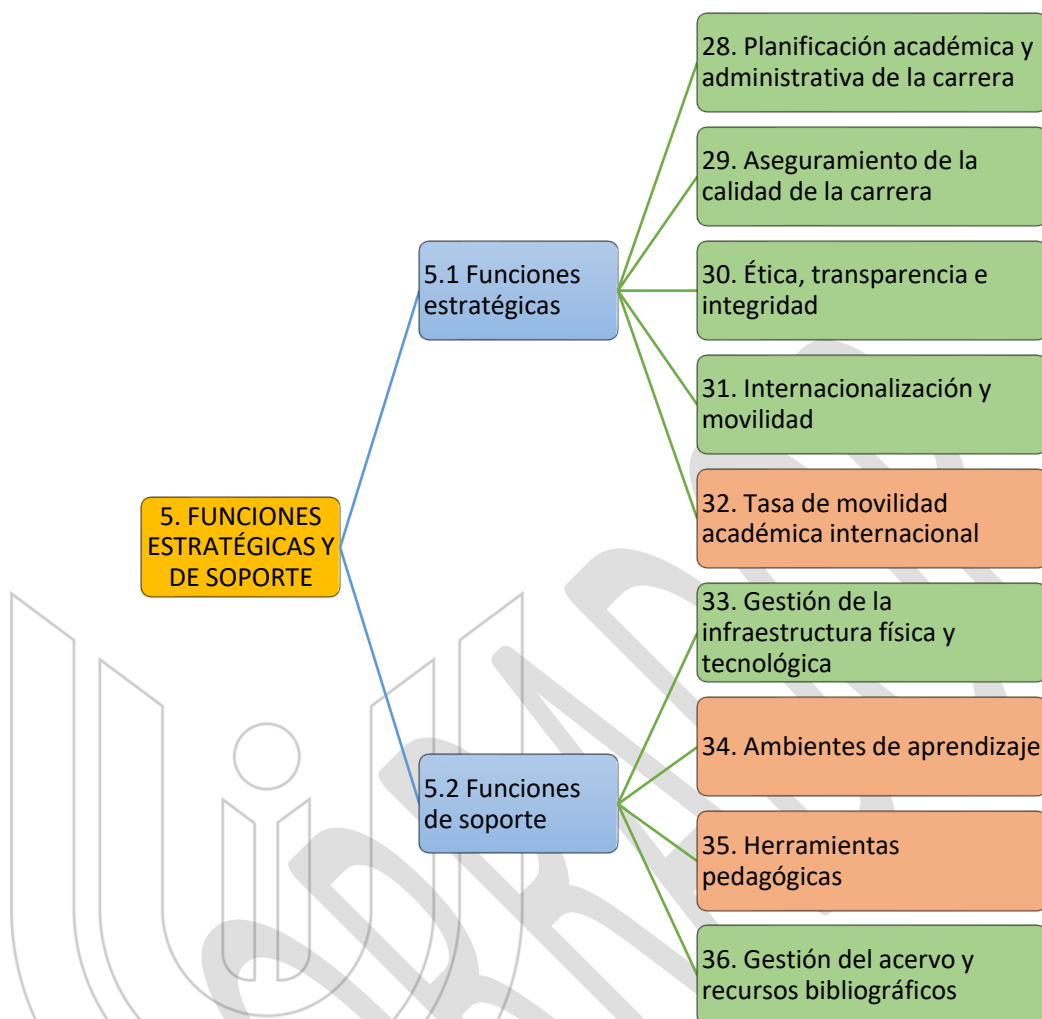 28. Planificación académica y
administrativa de la carrera
29. Aseguramiento de la
calidad de la carrera
5.1 Funciones
estratégicas
30. Ética, transparencia e
integridad
31. Internacionalización y
movilidad
32. Tasa de movilidad
académica internacional
5. FUNCIONES
ESTRATÉGICAS Y
DE SOPORTE
33. Gestión de la
infraestructura física y
tecnológica
34. Ambientes de aprendizaje
5.2 Funciones
de soporte
35. Herramientas
pedagógicas
36. Gestión del acervo y
recursos bibliográficos